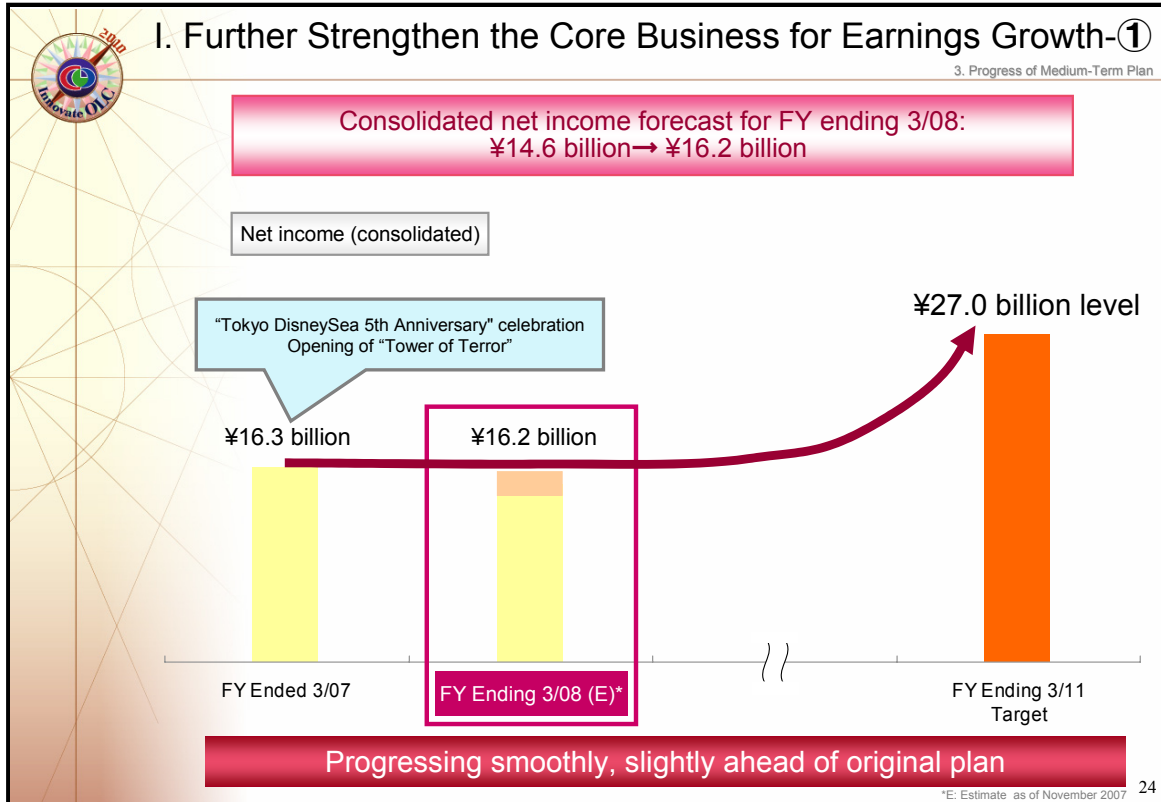 I. Further Strengthen the Core Business for Earnings Growth-①
3. Progress of Medium-Term Plan
2010
Innovate OLC
Consolidated net income forecast for FY ending 3/08:
¥14.6 billion→ ¥16.2 billion
Net income (consolidated)
¥27.0 billion level
“Tokyo DisneySea 5th Anniversary" celebration
Opening of “Tower of Terror”
¥16.3 billion
¥16.2 billion
FY Ended 3/07
FY Ending 3/08 (E)*
FY Ending 3/11
Target
Progressing smoothly, slightly ahead of original plan
*E: Estimate as of November 2007
24